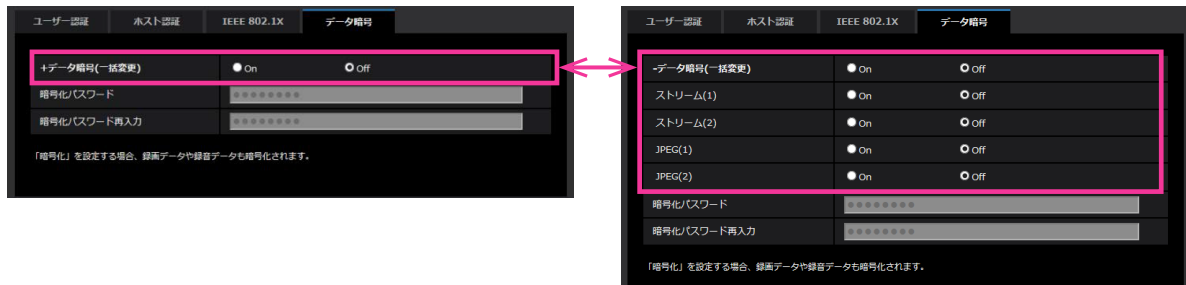 ユーザー認証 ホスト認証 IEEE 802.1X データ暗号
+データ暗号(一括変更) On Off
暗号化パスワード
暗号化パスワード再入力
「暗号化」を設定する場合、録画データや録音データも暗号化されます。
ユーザー認証 ホスト認証 IEEE 802.1X データ暗号
-データ暗号(一括変更) On Off
ストリーム(1) On Off
ストリーム(2) On Off
JPEG(1) On Off
JPEG(2) On Off
暗号化パスワード
暗号化パスワード再入力
「暗号化」を設定する場合、録画データや録音データも暗号化されます。